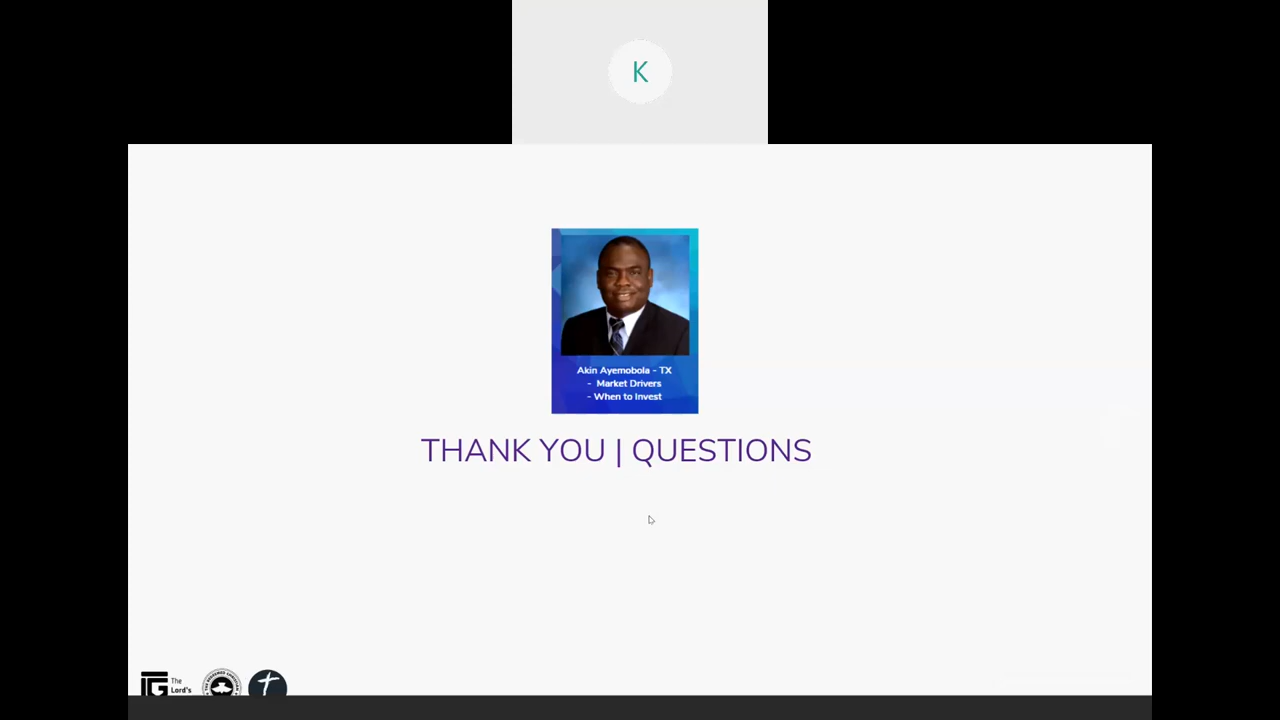 K
Akin Ayemobola - TX
- Market Drivers
- When to Invest
THANK YOU | QUESTIONS
The
Lord's